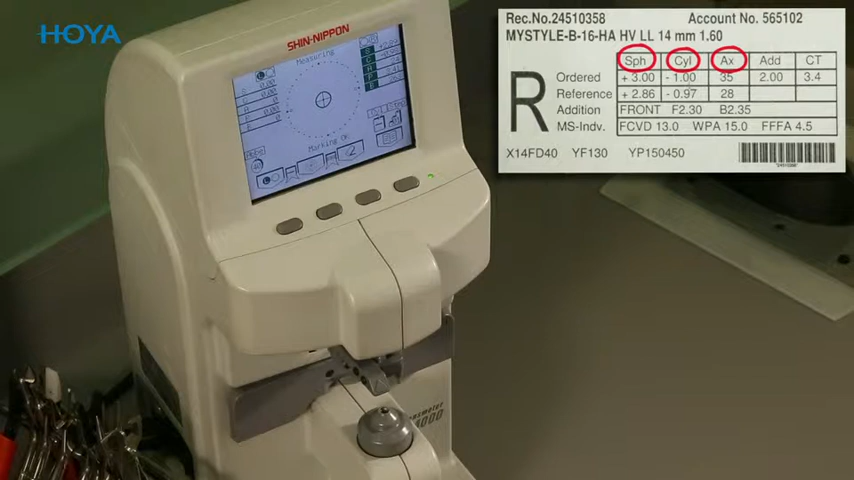 HOYA
SHIN-NIPPON
Measuring
Marking OK
Rec.No.24510358 Account No. 565102
MYSTYLE-B-16-HA HV LL 14 mm 1.60
Sph Cyl Ax Add CT
R
Ordered + 3.00 - 1.00 35 2.00 3.4
Reference + 2.86 - 0.97 28
Addition FRONT F2.30 B2.35
MS-Indv. FCVD 13.0 WPA 15.0 FFFA 4.5
X14FD40 YF130 YP150450